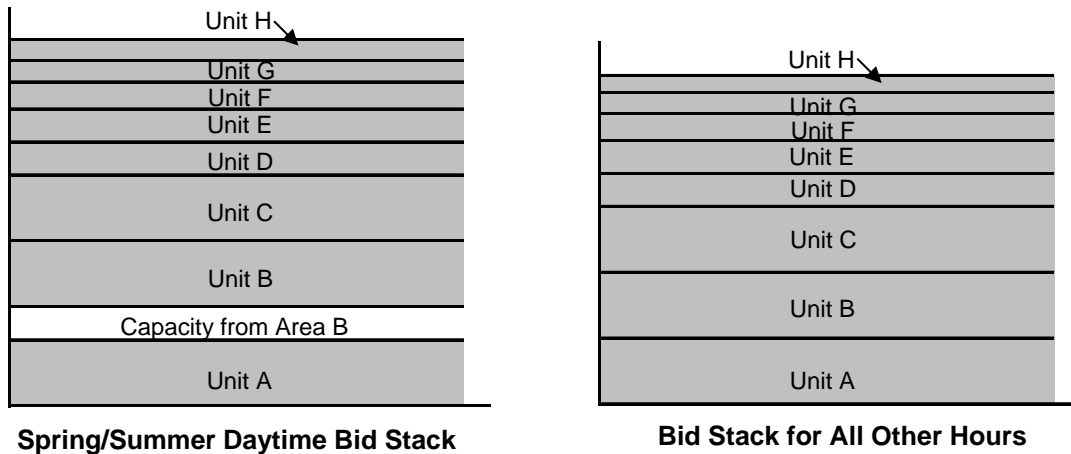 Unit H
Unit G
Unit F
Unit E
Unit D
Unit C
Unit B
Capacity from Area B
Unit A
Spring/Summer Daytime Bid Stack
Unit H
Unit G
Unit F
Unit E
Unit D
Unit C
Unit B
Unit A
Bid Stack for All Other Hours